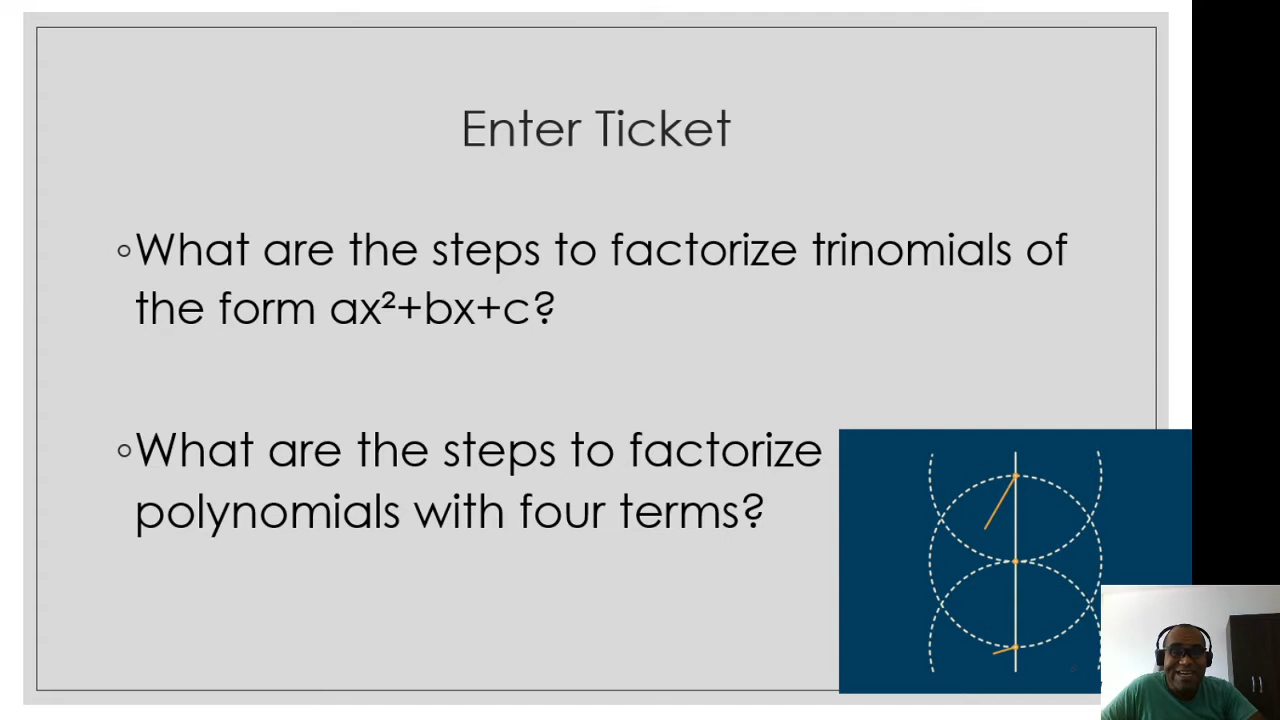 Enter Ticket
◦What are the steps to factorize trinomials of
the form ax²+bx+c?
◦What are the steps to factorize
polynomials with four terms?